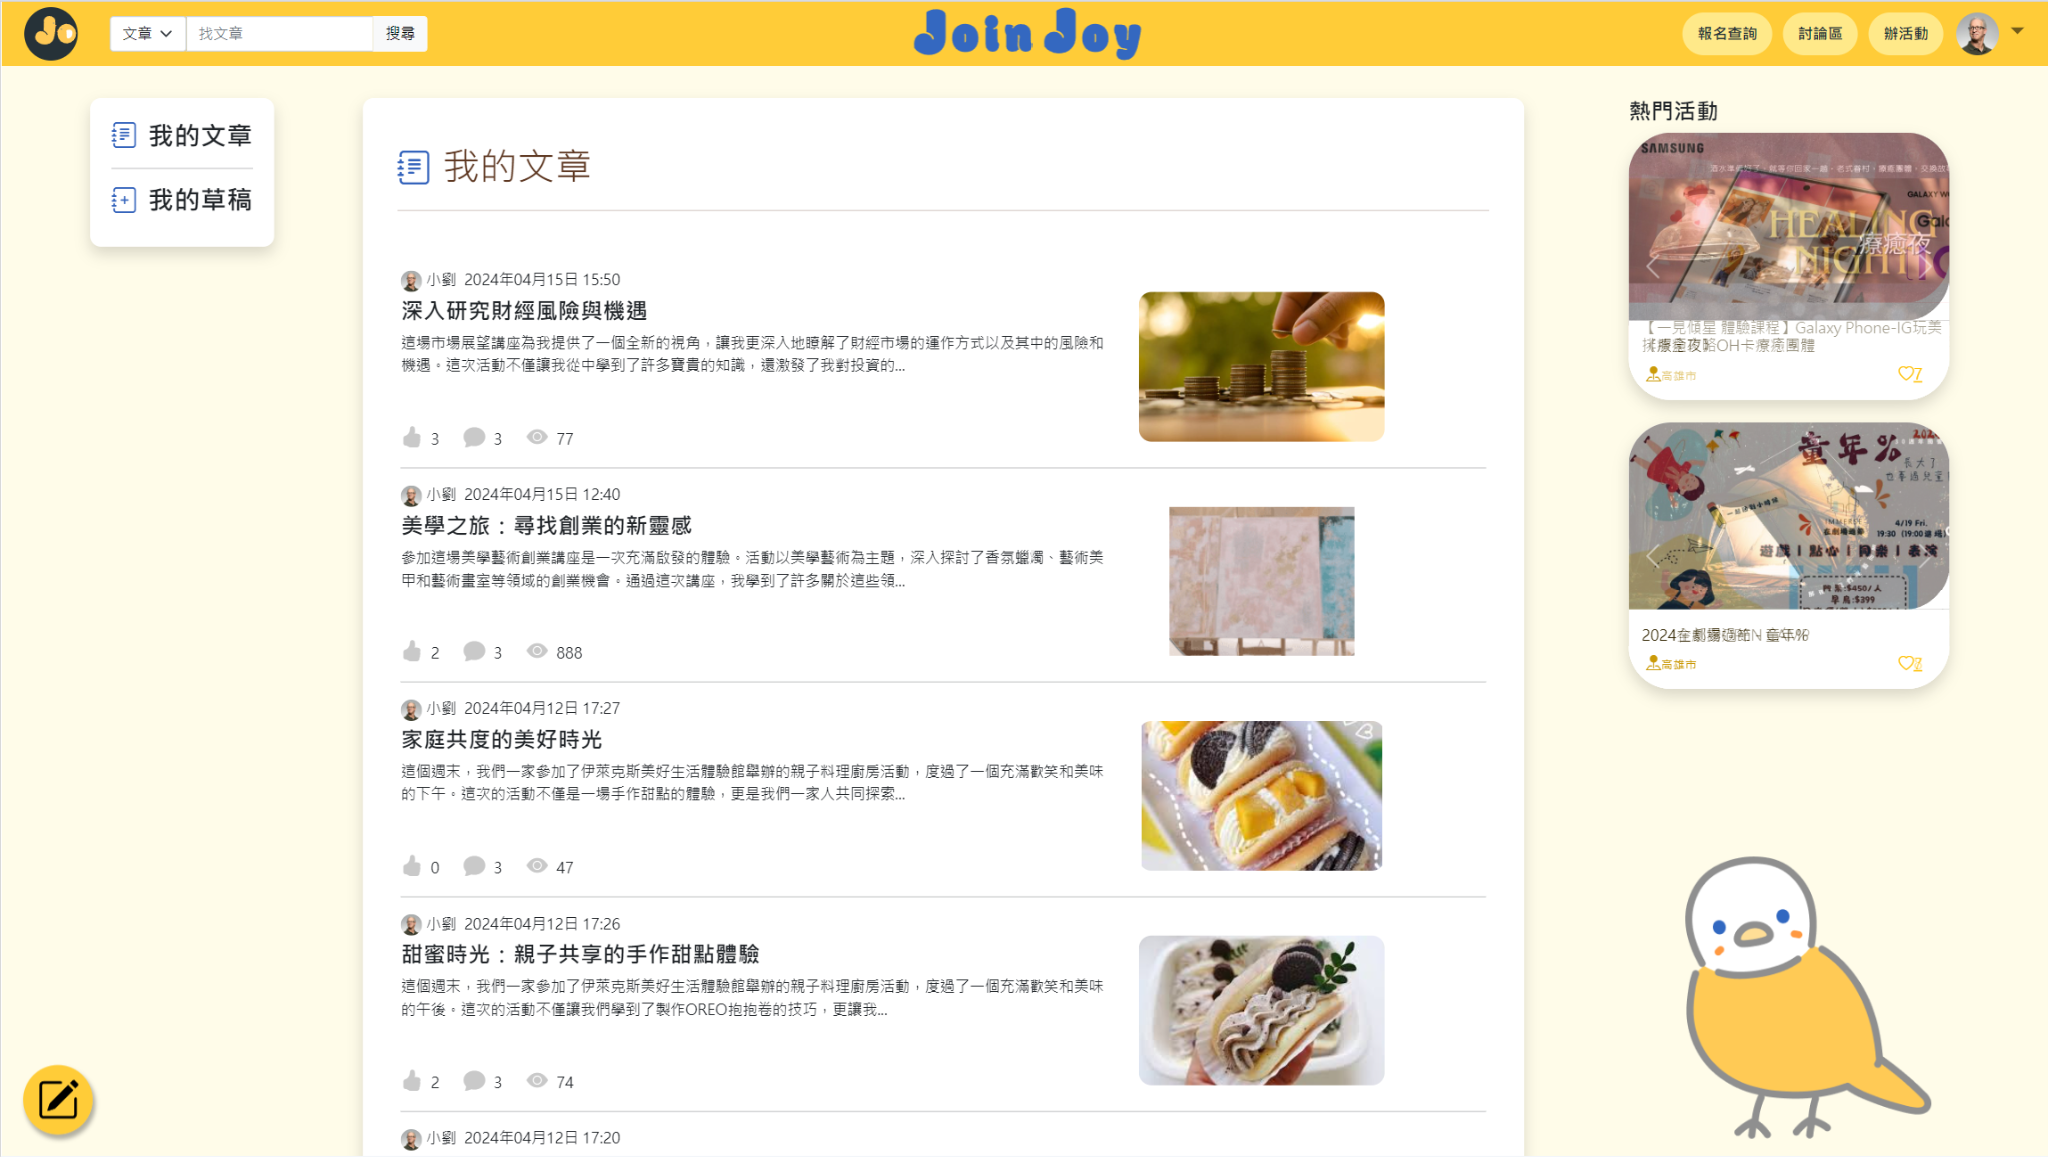 文章
找文章
搜尋
Join Joy
報名查詢
討論區
辦活動
我的文章
我的草稿
我的文章
小劉 2024年04月15日 15:50
深入研究財經風險與機遇
這場市場展望講座為我提供了一個全新的視角，讓我更深入地瞭解了財經市場的運作方式以及其中的風險和
機遇。這次活動不僅讓我從中學到了許多寶貴的知識，還激發了我對投資的...
3 3 77
小劉 2024年04月15日 12:40
美學之旅：尋找創業的新靈感
參加這場美學藝術創業講座是一次充滿啟發的體驗。活動以美學藝術為主題，深入探討了香氛蠟燭、藝術美
甲和藝術畫室等領域的創業機會。通過這次講座，我學到了許多關於這些領...
2 3 888
小劉 2024年04月12日 17:27
家庭共度的美好時光
這個週末，我們一家參加了伊萊克斯美好生活體驗館舉辦的親子料理廚房活動，度過了一個充滿歡笑和美味
的下午。這次的活動不僅是一場手作甜點的體驗，更是我們一家人共同探索...
0 3 47
小劉 2024年04月12日 17:26
甜蜜時光：親子共享的手作甜點體驗
這個週末，我們一家參加了伊萊克斯美好生活體驗館舉辦的親子料理廚房活動，度過了一個充滿歡笑和美味
的午後。這次的活動不僅讓我們學到了製作OREO抱抱卷的技巧，更讓我...
2 3 74
小劉 2024年04月12日 17:20
熱門活動
SAMSUNG
GALAXY
HEALING
療癒夜
NIGHT
【一見傾星 體驗課程】Galaxy Phone-IG玩美
OH卡療癒團體
高雄市
7
童年%
長大了
4/19 Fri.
19:30 (19:00進場)
遊戲 | 點心 | 同樂 | 表演
$450/人
早鳥:$399
2024
童年%
高雄市